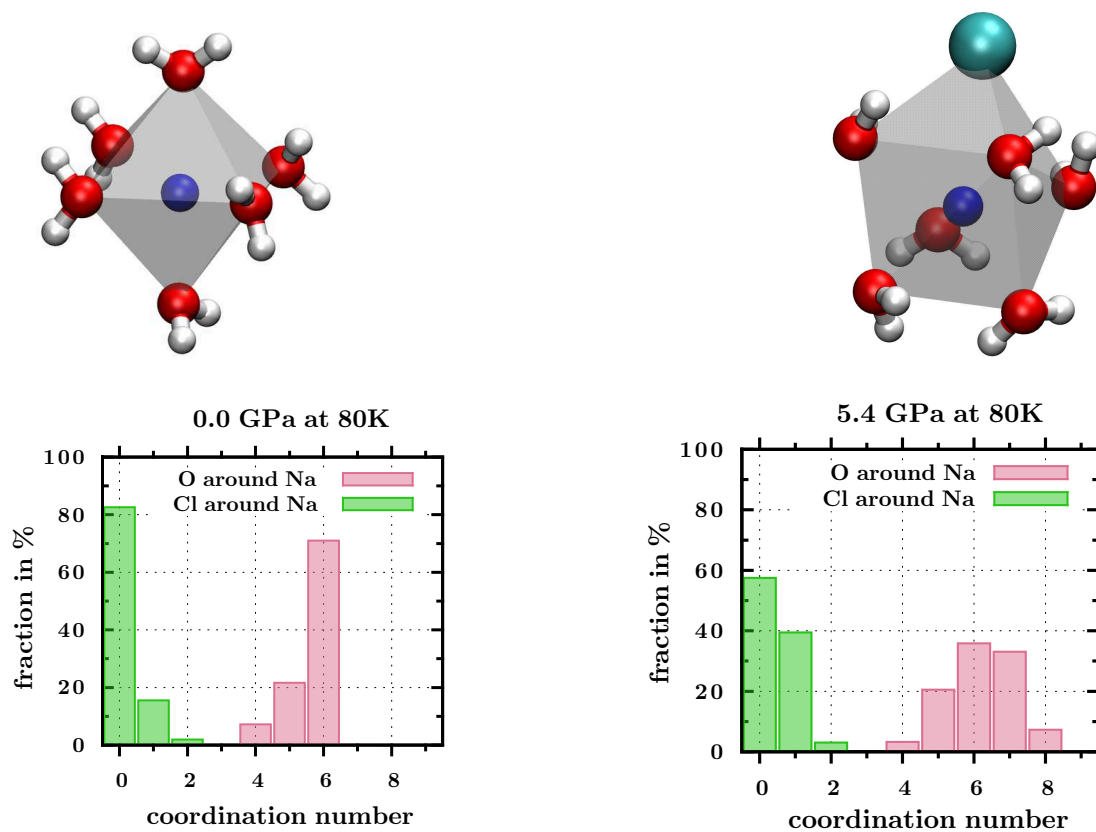 0.0 GPa at 80K
100
80
60
40
20
0
fraction in %
O around Na
Cl around Na
0
2
4
6
8
coordination number
5.4 GPa at 80K
100
80
60
40
20
0
fraction in %
O around Na
Cl around Na
0
2
4
6
8
coordination number